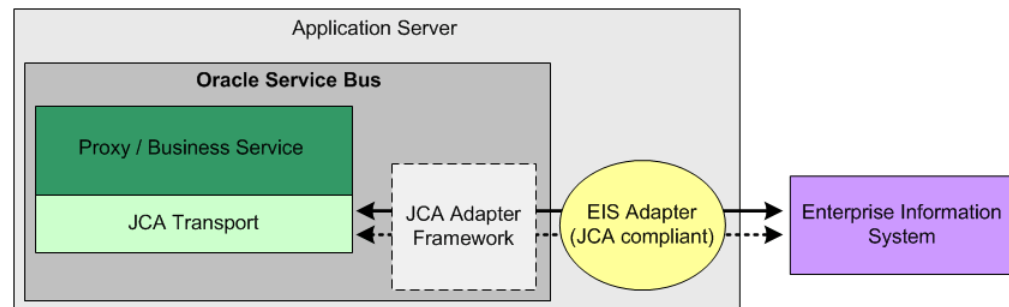 Application Server
Oracle Service Bus
Proxy / Business Service
JCA Transport
JCA Adapter
Framework
EIS Adapter
(JCA compliant)
Enterprise Information
System